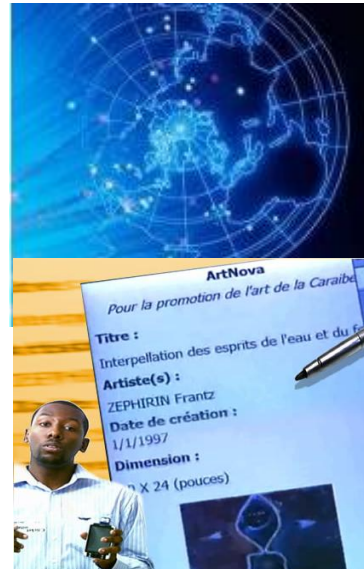 ArtNova
Pour la promotion de l'art de la Caraibe
Titre :
Interpellation des esprits de l'eau et du
Artiste(s) :
ZEPHIRIN Frantz
Date de création :
1/1/1997
Dimension :
X 24 (pouces)